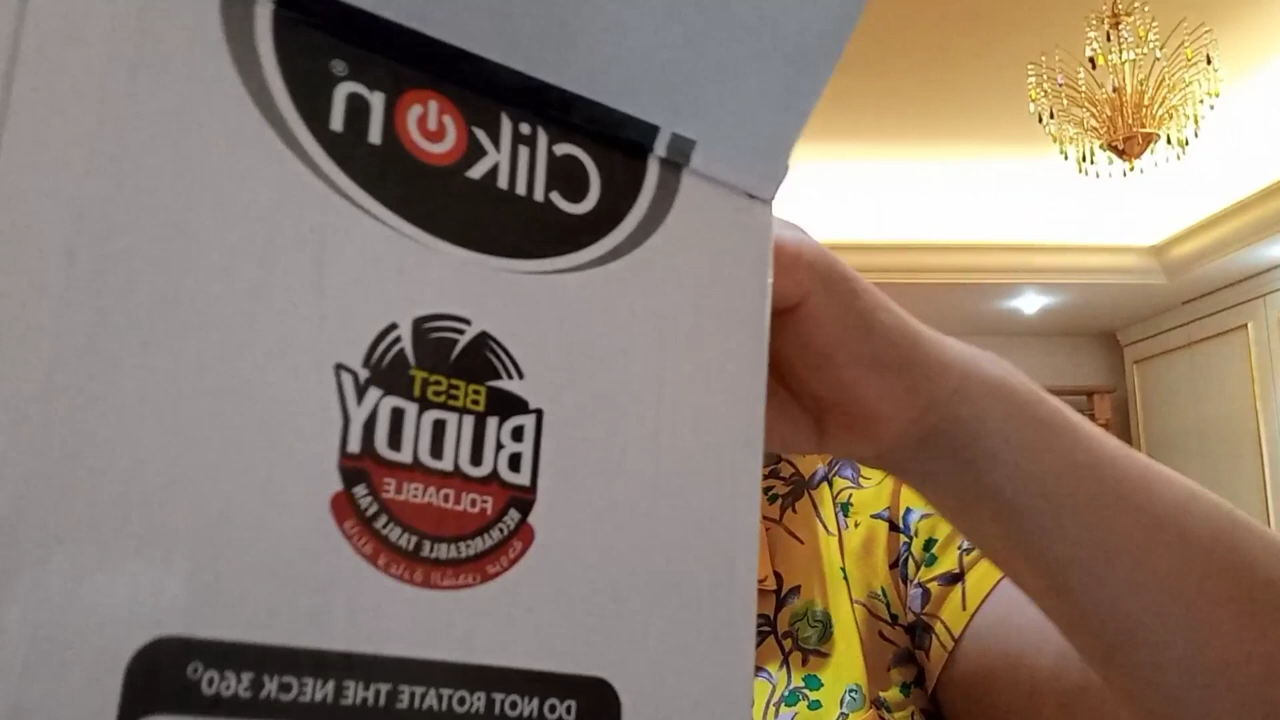 Clikon®
BEST
BUDDY
FOLDABLE
RECHARGEABLE TABLE FAN
DO NOT ROTATE THE NECK 360°